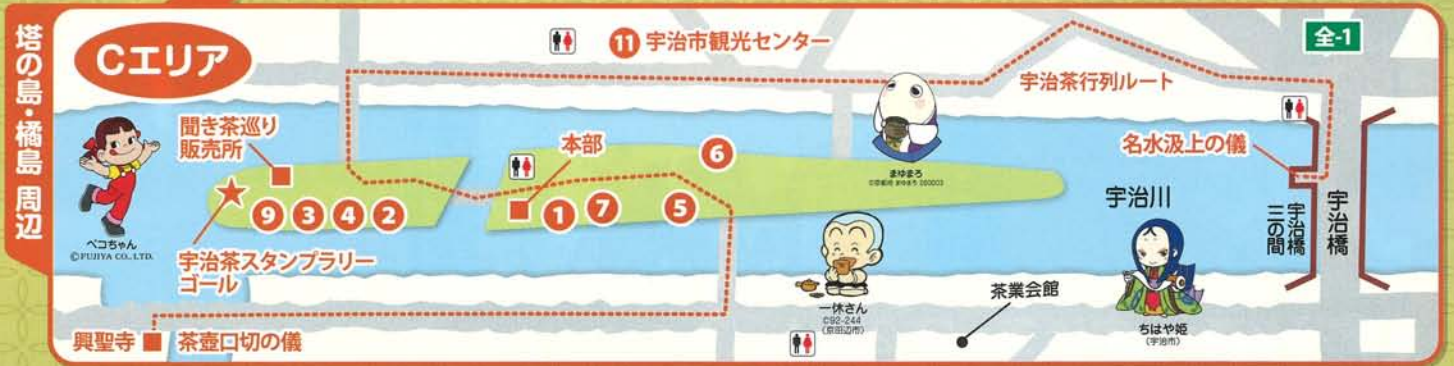 塔の島・橘島 周辺
Cエリア
11 宇治市観光センター
全-1
宇治茶行列ルート
聞き茶巡り
販売所
本部
6
まゆまろ
名水汲上の儀
9 3 4 2
1 7 5
宇治川
宇治橋
三の間
宇治橋
ペコちゃん
©FUJIYA CO., LTD.
宇治茶スタンプラリー
ゴール
一休さん
©92-244
(京田辺市)
茶業会館
ちはや姫
(宇治市)
興聖寺
茶壺口切の儀